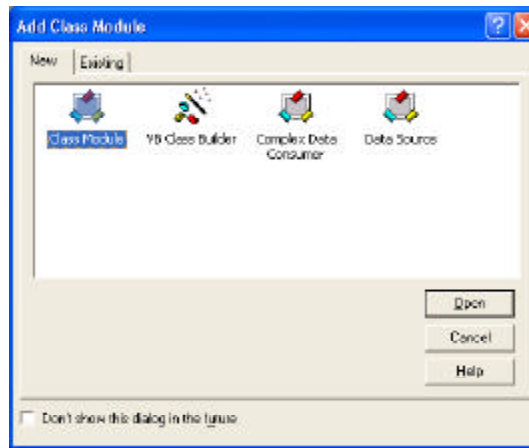 Add Class Module
New Existing
Class Module VB Class Builder Complex Data Consumer Data Source
Open
Cancel
Help
Don't show this dialog in the future